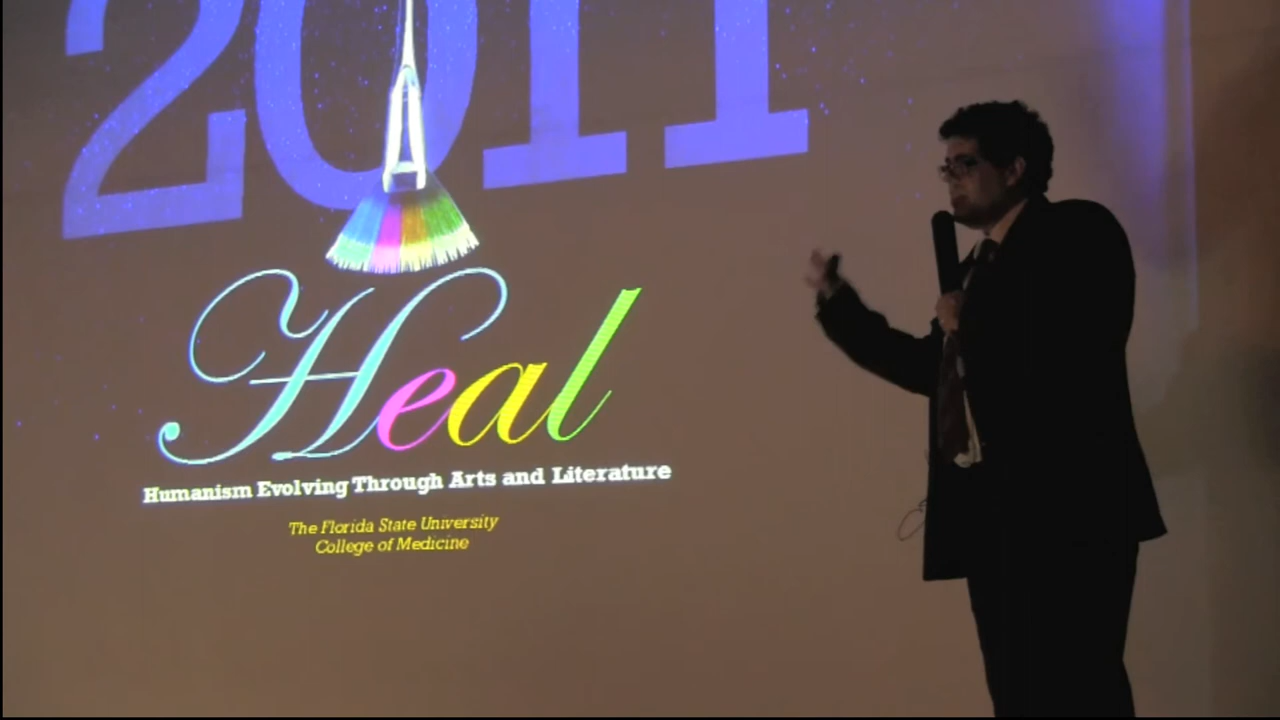 2011
Heal
Humanism Evolving Through Arts and Literature
The Florida State University
College of Medicine